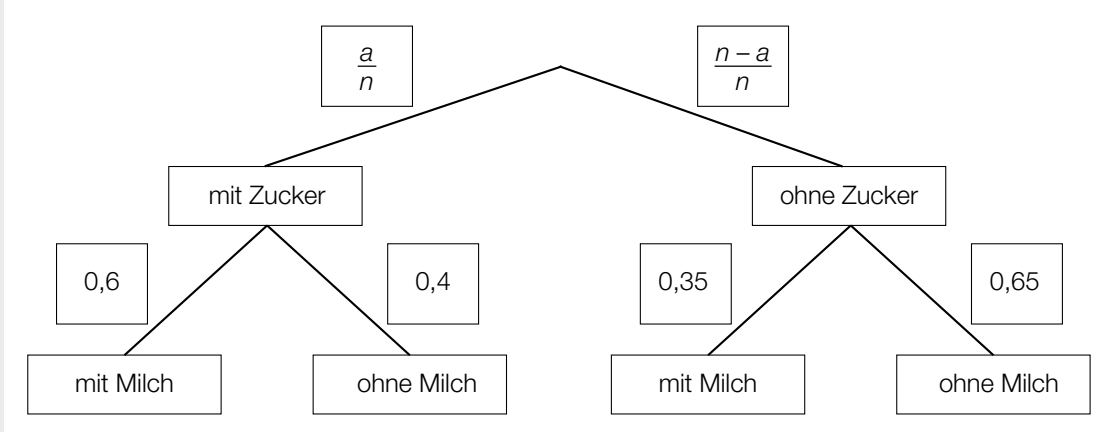 a
n
n – a
n
mit Zucker
ohne Zucker
0,6
0,4
0,35
0,65
mit Milch
ohne Milch
mit Milch
ohne Milch